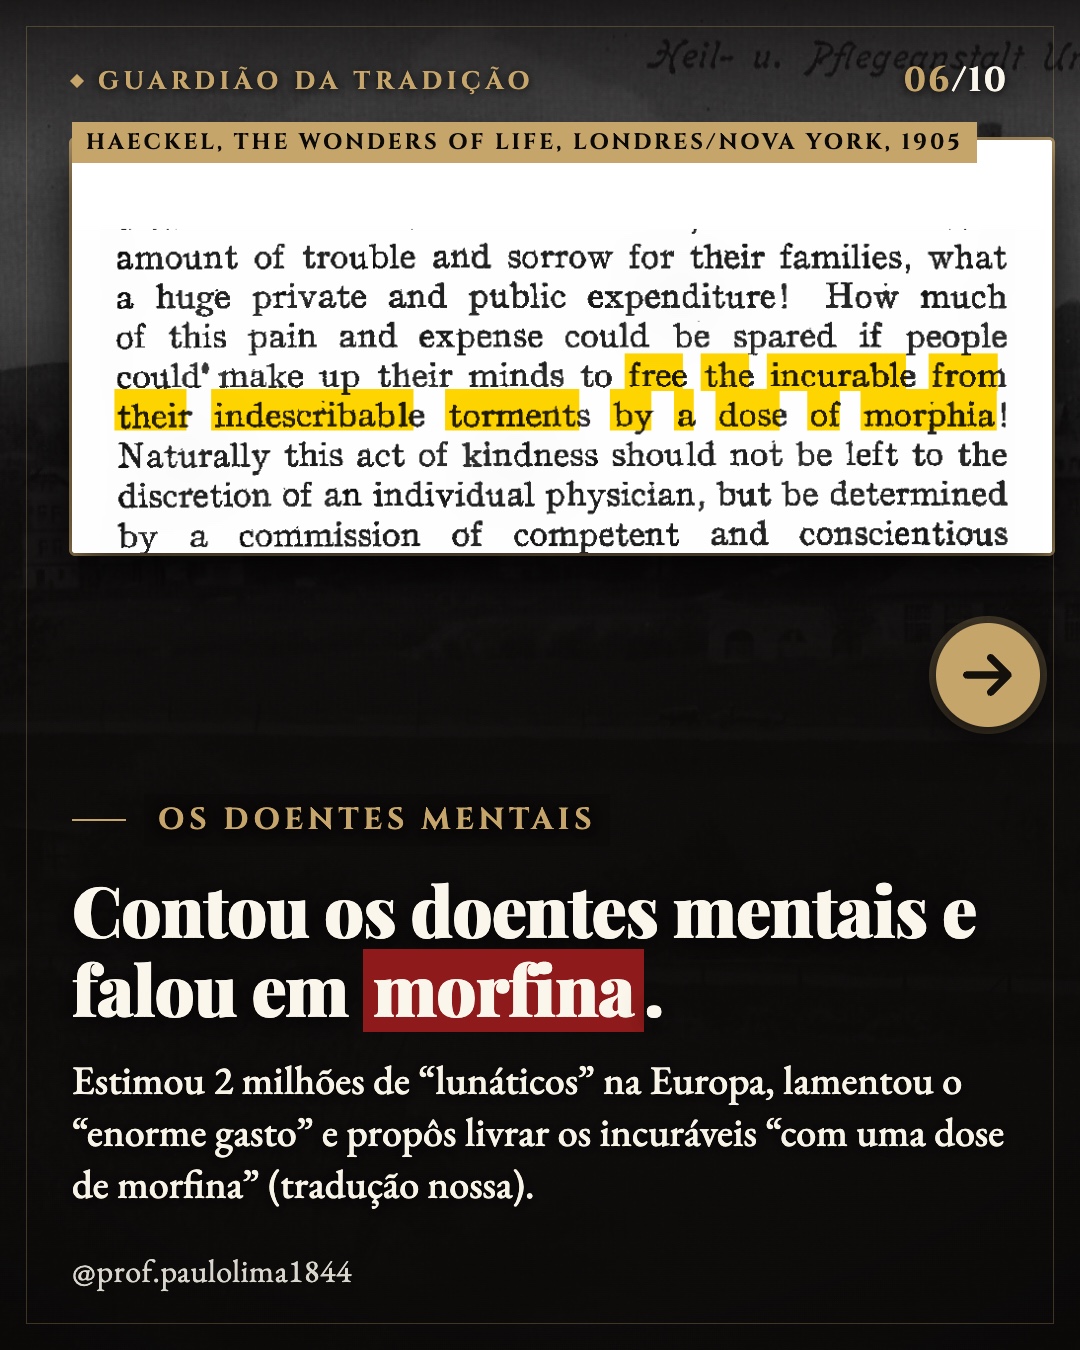 Heil- u. Pflegeanstalt
◆ GUARDIÃO DA TRADIÇÃO
06/10
HAECKEL, THE WONDERS OF LIFE, LONDRES/NOVA YORK, 1905
amount of trouble and sorrow for their families, what
a huge private and public expenditure! How much
of this pain and expense could be spared if people
could make up their minds to free the incurable from
their indescribable torments by a dose of morphia!
Naturally this act of kindness should not be left to the
discretion of an individual physician, but be determined
by a commission of competent and conscientious
OS DOENTES MENTAIS
Contou os doentes mentais e
falou em morfina.
Estimou 2 milhões de “lunáticos” na Europa, lamentou o
“enorme gasto” e propôs livrar os incuráveis “com uma dose
de morfina” (tradução nossa).
@prof.paulolima1844